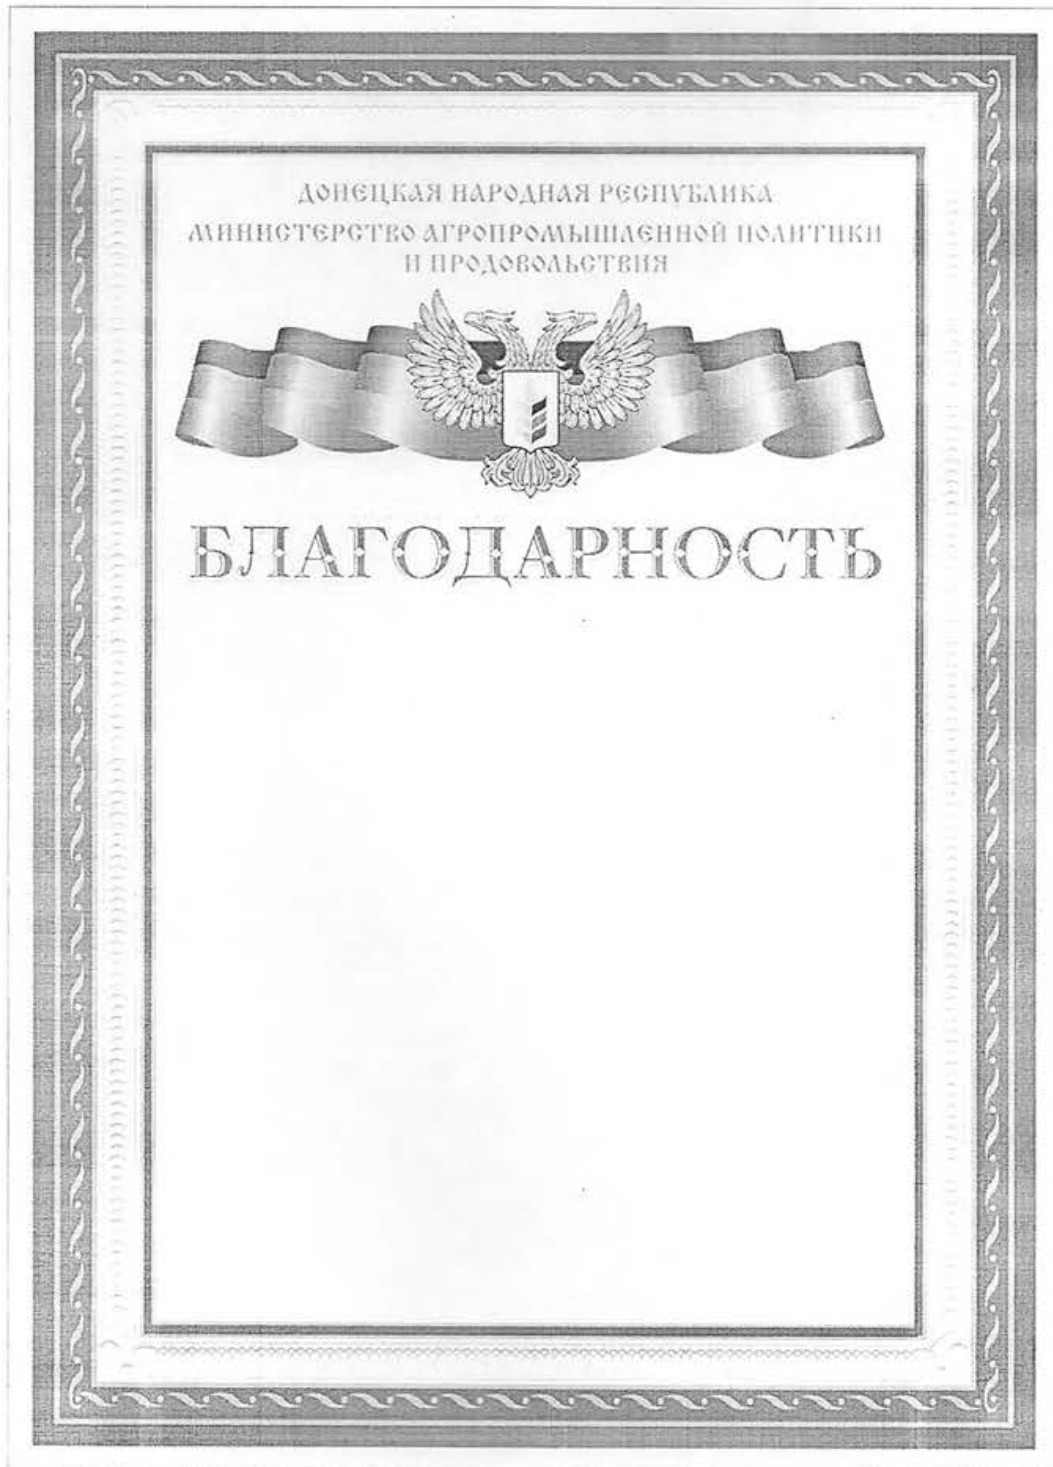 ДОНЕЦКАЯ НАРОДНАЯ РЕСПУБЛИКА
МИНИСТЕРСТВО АГРОПРОМЫШЛЕННОЙ ПОЛИТИКИ
И ПРОДОВОЛЬСТВИЯ
БЛАГОДАРНОСТЬ